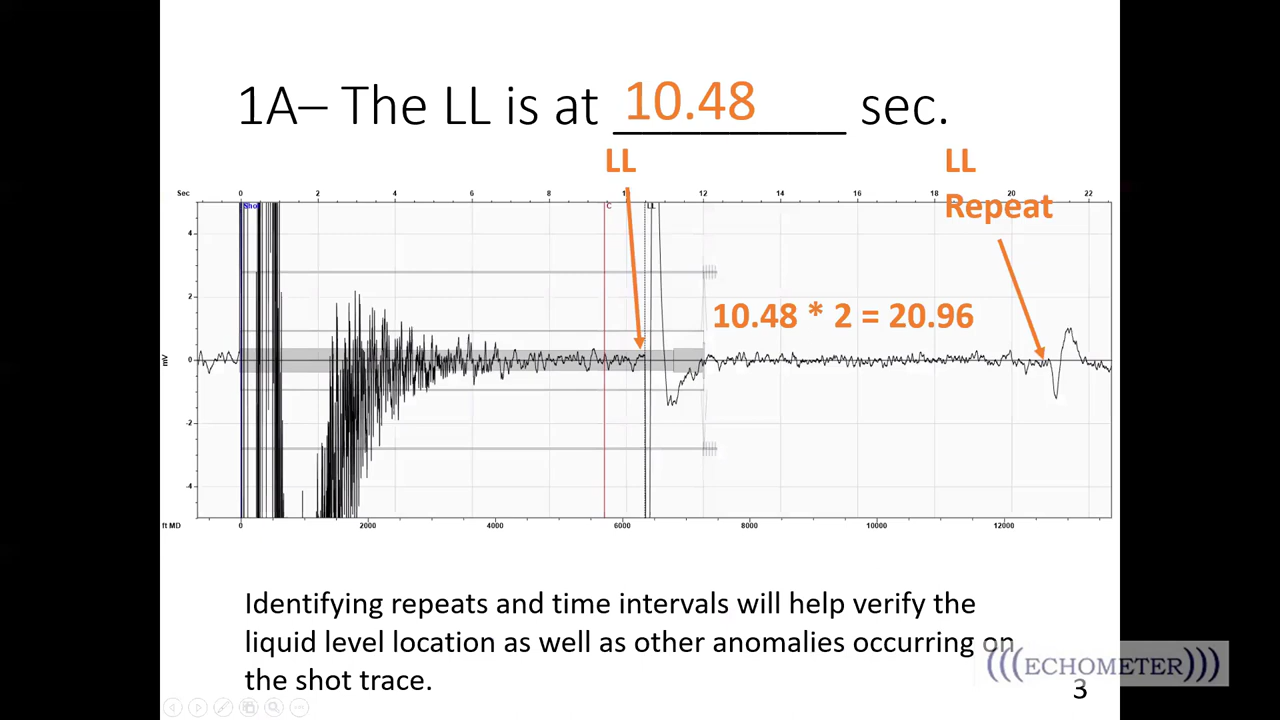 1A– The LL is at 10.48 sec.
LL
LL
Repeat
Sec 0 2 4 6 8 12 14 16 18 20 22
Shot C LL
10.48 * 2 = 20.96
4
2
0
-2
-4
mV
ft MD 0 2000 4000 6000 8000 10000 12000
Identifying repeats and time intervals will help verify the
liquid level location as well as other anomalies occurring on
the shot trace.
(((ECHOMETER)))
3